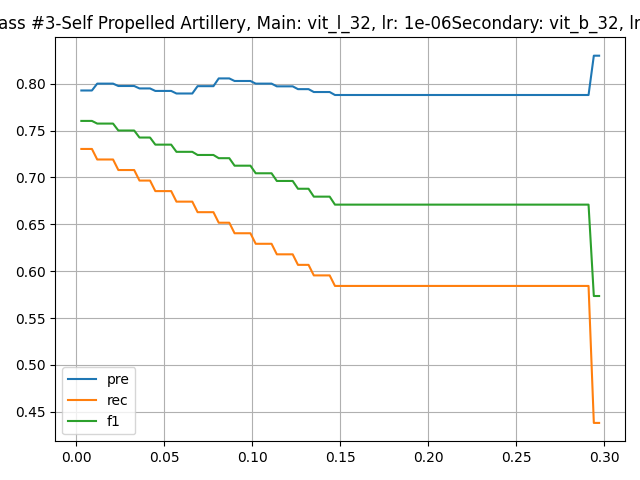 ass #3-Self Propelled Artillery, Main: vit_l_32, lr: 1e-06Secondary: vit_b_32, lr
0.80
0.75
0.70
0.65
0.60
0.55
0.50
0.45
pre
rec
f1
0.00 0.05 0.10 0.15 0.20 0.25 0.30